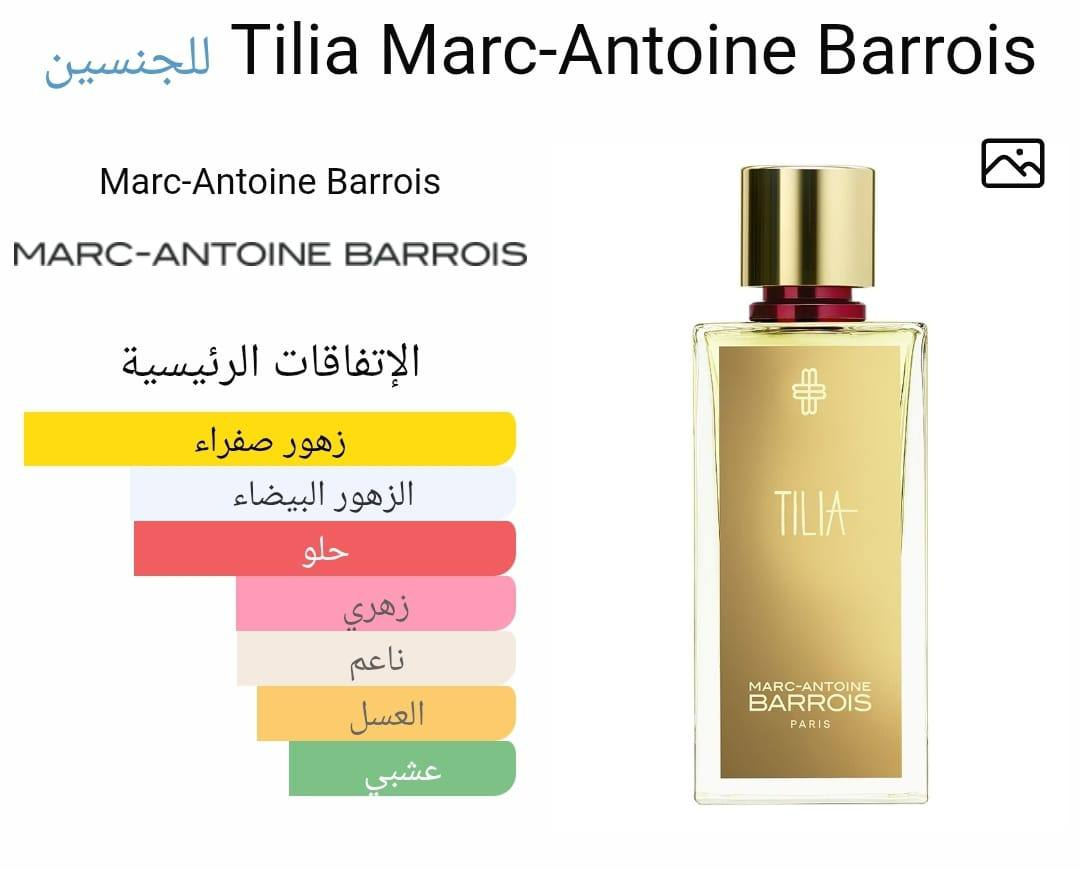 Tilia Marc-Antoine Barrois للجنسين
Marc-Antoine Barrois
MARC-ANTOINE BARROIS
الإتفاقات الرئيسية
زهور صفراء
الزهور البيضاء
حلو
زهري
ناعم
العسل
عشبي
TILIA
MARC-ANTOINE
BARROIS
PARIS